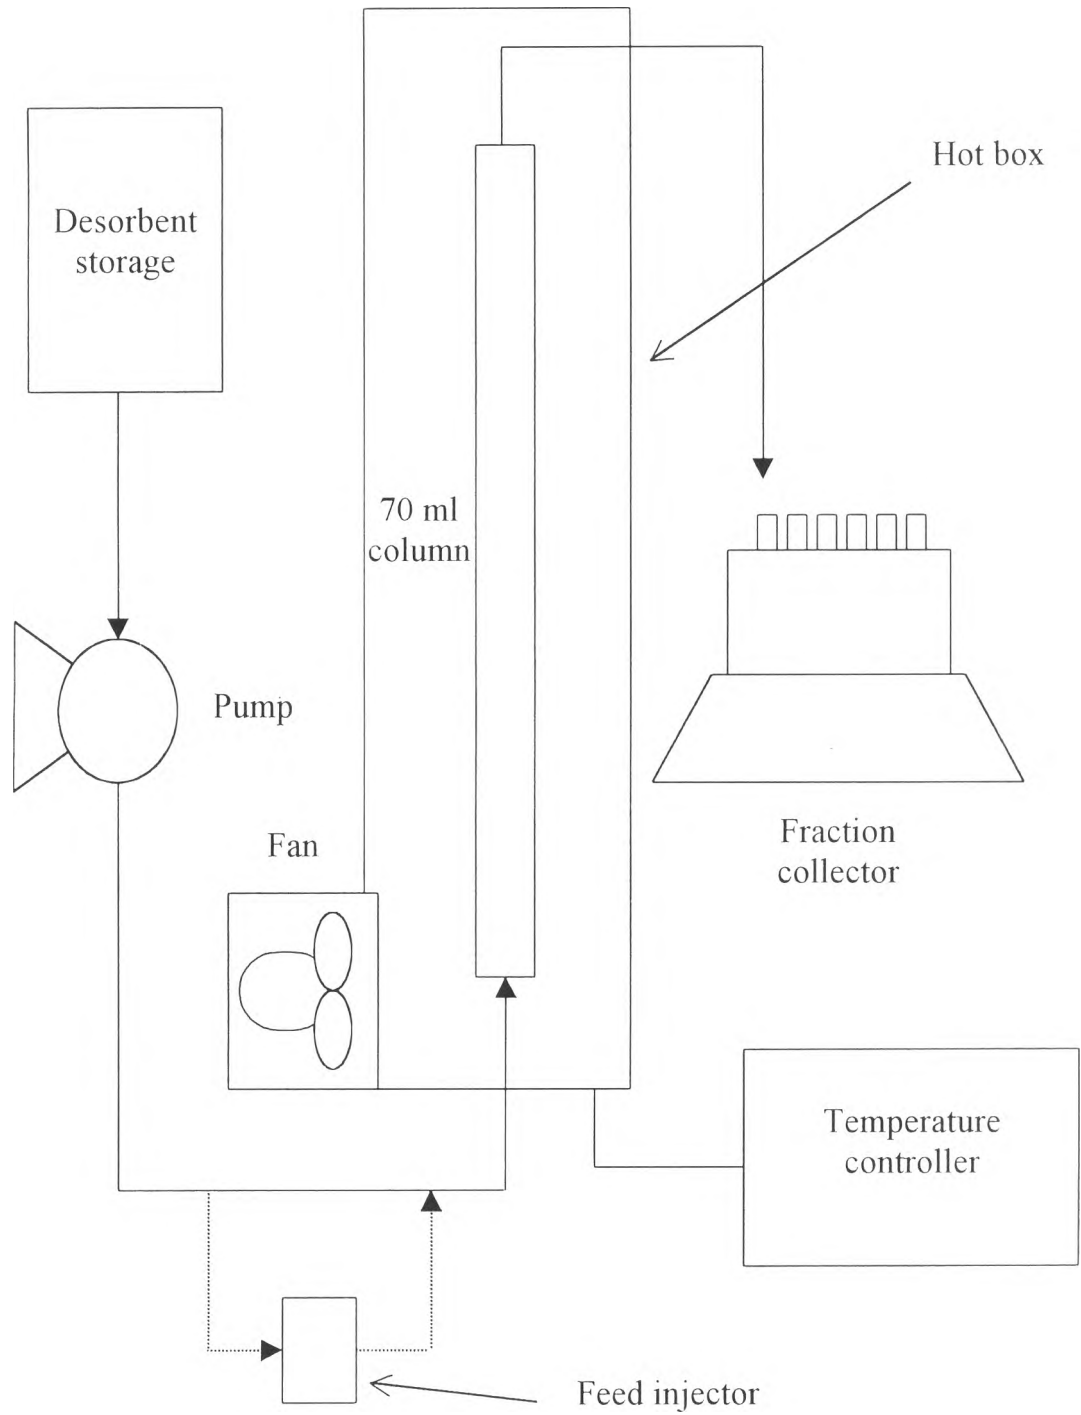 Hot box
Desorbent
storage
70 ml
column
Pump
Fraction
collector
Fan
Temperature
controller
Feed injector